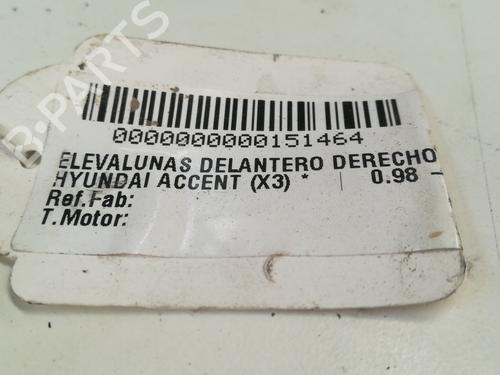 B-PARTS
0000000000151464
ELEVALUNAS DELANTERO DERECHO
HYUNDAI ACCENT (X3) * | 0.98 -
Ref.Fab:
T.Motor: